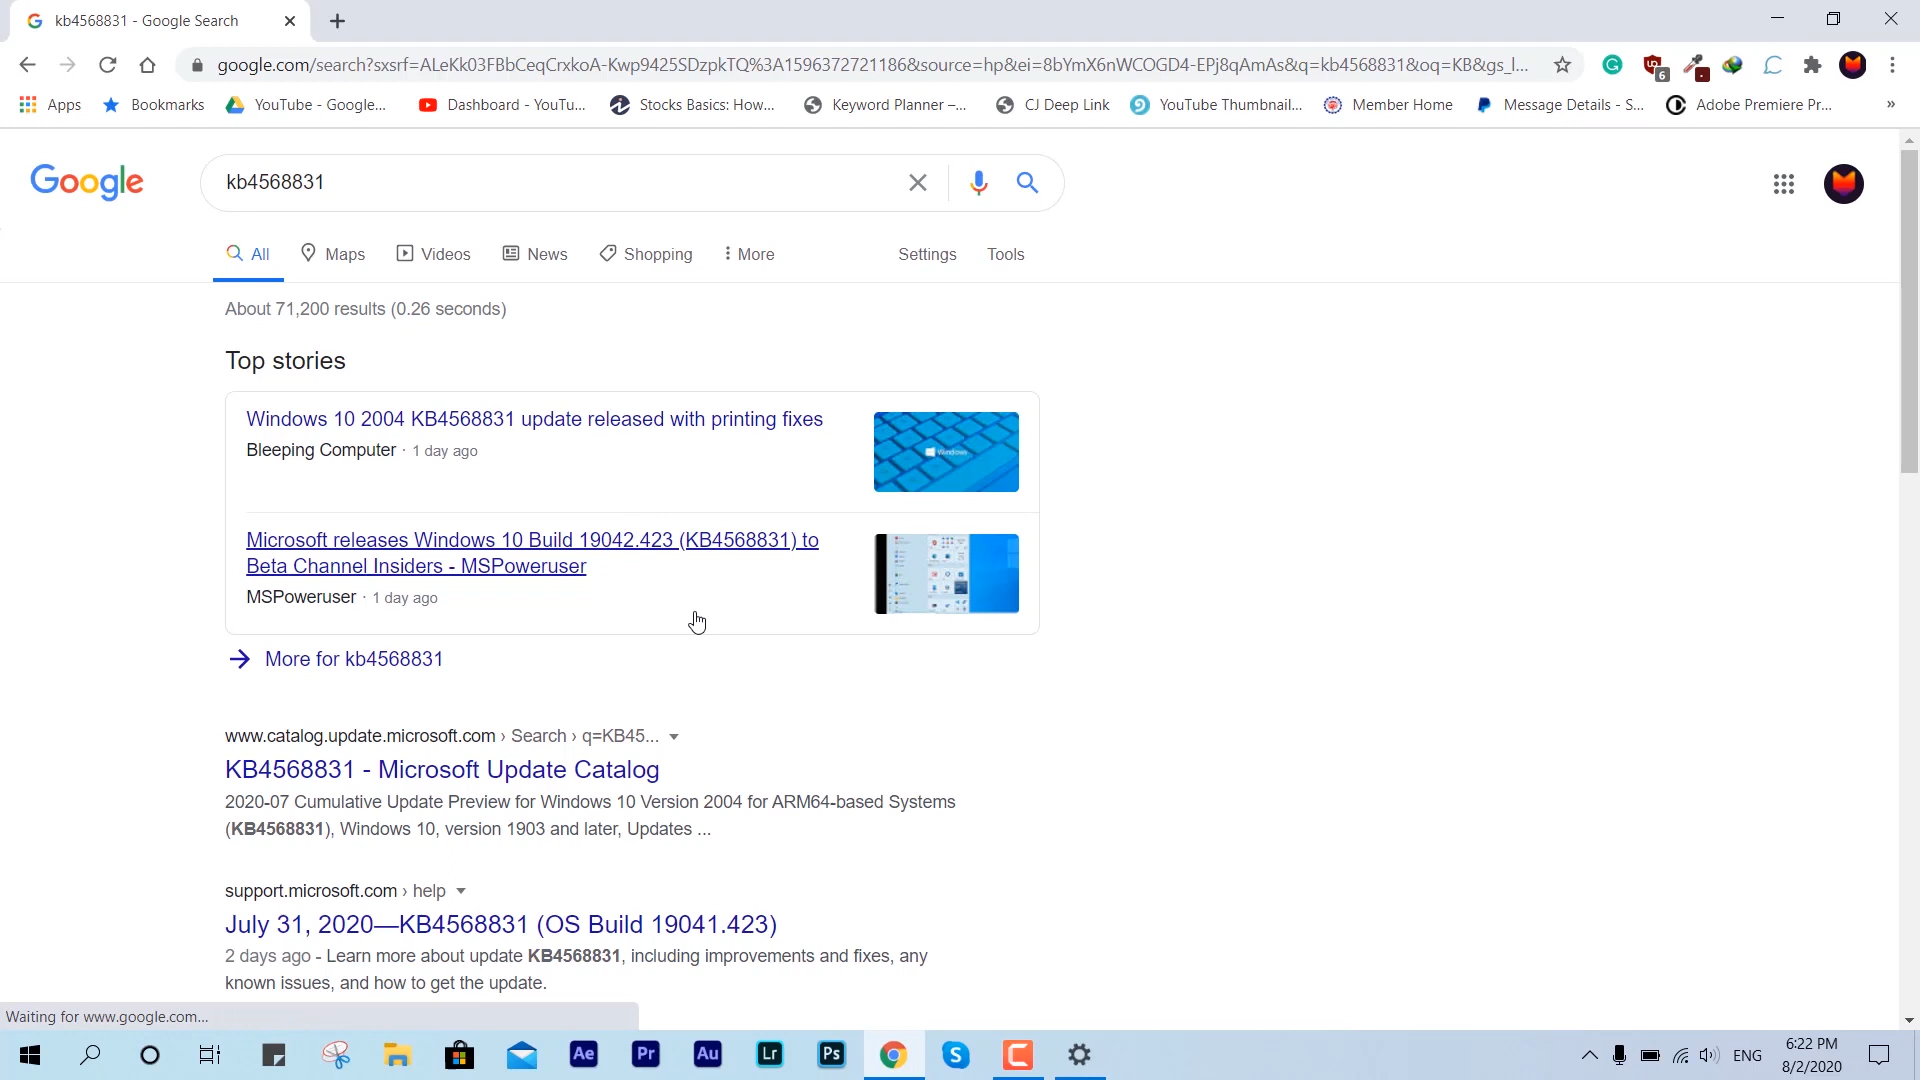 kb4568831 - Google Search
google.com/search?sxsrf=ALeKk03FBbCeqCrxkoA-Kwp9425SDzpkTQ%3A1596372721186&source=hp&ei=8bYmX6nWCOGD4-EPj8qAmAs&q=kb4568831&oq=KB&gs_l...
6
Apps Bookmarks YouTube - Google... Dashboard - YouTu... Stocks Basics: How... Keyword Planner –... CJ Deep Link YouTube Thumbnail... Member Home Message Details - S... Adobe Premiere Pr... »
Google kb4568831
All Maps Videos News Shopping More Settings Tools
About 71,200 results (0.26 seconds)
Top stories
Windows 10 2004 KB4568831 update released with printing fixes
Bleeping Computer · 1 day ago
Windows
Microsoft releases Windows 10 Build 19042.423 (KB4568831) to
Beta Channel Insiders - MSPoweruser
MSPoweruser · 1 day ago
More for kb4568831
www.catalog.update.microsoft.com › Search › q=KB45...
KB4568831 - Microsoft Update Catalog
2020-07 Cumulative Update Preview for Windows 10 Version 2004 for ARM64-based Systems
(KB4568831), Windows 10, version 1903 and later, Updates ...
support.microsoft.com › help
July 31, 2020—KB4568831 (OS Build 19041.423)
2 days ago - Learn more about update KB4568831, including improvements and fixes, any
known issues, and how to get the update.
Waiting for www.google.com...
Ae Pr Au Lr Ps S ENG 6:22 PM
8/2/2020